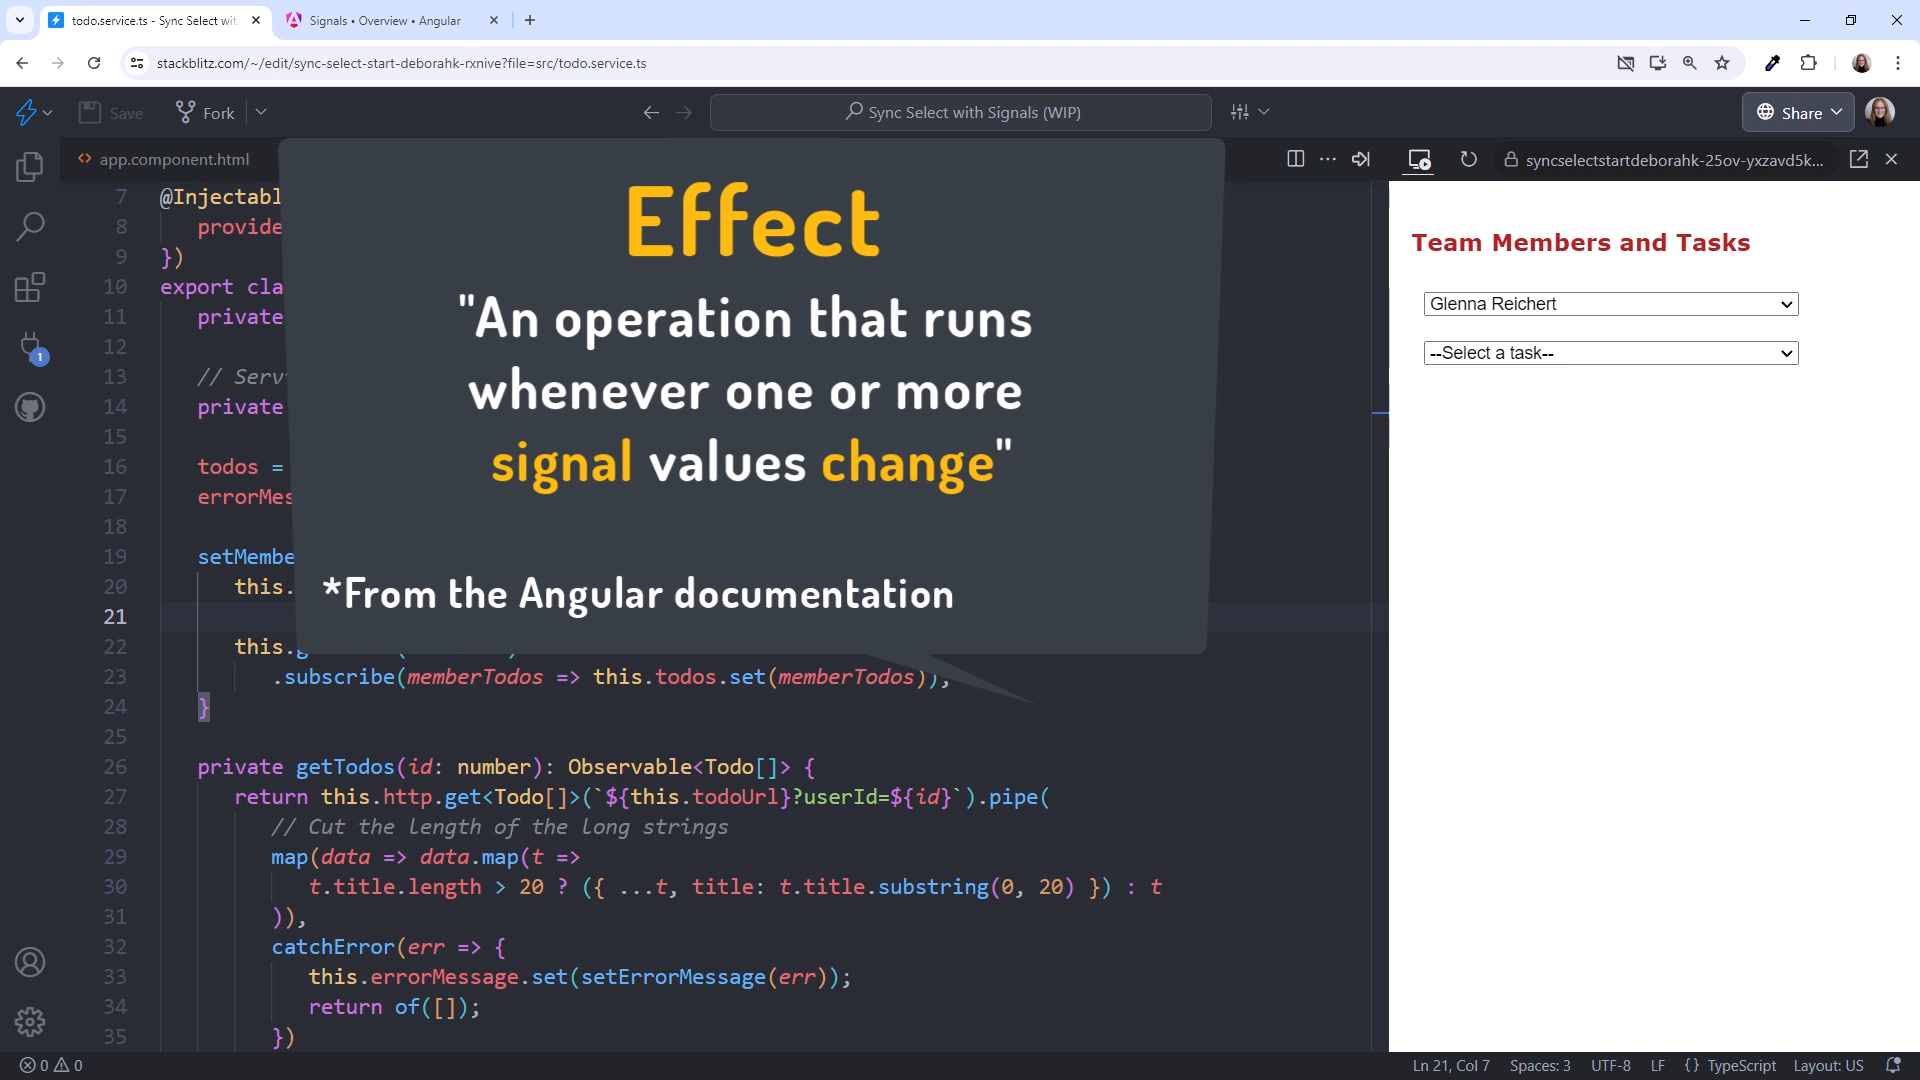 todo.service.ts - Sync Select wit
Signals • Overview • Angular
stackblitz.com/~/edit/sync-select-start-deborahk-rxnive?file=src/todo.service.ts
Save
Fork
Sync Select with Signals (WIP)
Share
app.component.html
syncselectstartdeborahk-25ov-yxzavd5k...
Effect
"An operation that runs
whenever one or more
signal values change"
*From the Angular documentation
7 @Injectabl
8 provide
9 })
10 export cla
11 private
12
13 // Serv
14 private
15
16 todos =
17 errorMes
18
19 setMembe
20 this.
21
22 this.g
23 .subscribe(memberTodos => this.todos.set(memberTodos));
24 }
25
26 private getTodos(id: number): Observable<Todo[]> {
27 return this.http.get<Todo[]>(`${this.todoUrl}?userId=${id}`).pipe(
28 // Cut the length of the long strings
29 map(data => data.map(t =>
30 t.title.length > 20 ? ({ ...t, title: t.title.substring(0, 20) }) : t
31 )),
32 catchError(err => {
33 this.errorMessage.set(setErrorMessage(err));
34 return of([]);
35 })
Team Members and Tasks
Glenna Reichert
--Select a task--
1
0 0
Ln 21, Col 7 Spaces: 3 UTF-8 LF {} TypeScript Layout: US